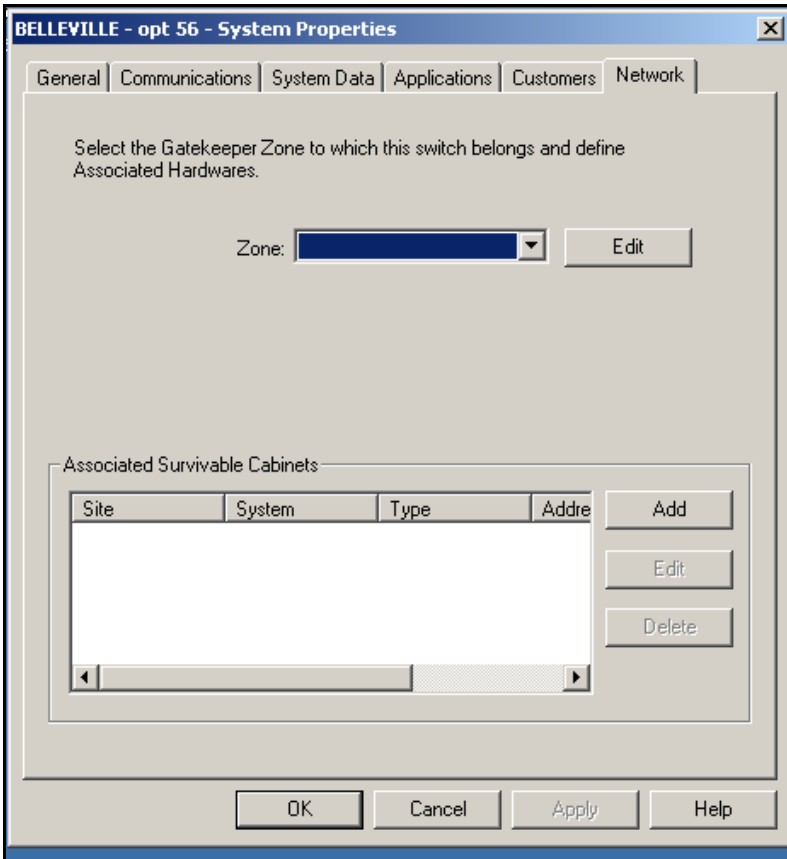 BELLEVILLE - opt 56 - System Properties
General Communications System Data Applications Customers Network
Select the Gatekeeper Zone to which this switch belongs and define
Associated Hardwares.
Zone: Edit
Associated Survivable Cabinets
Site System Type Addre Add
Edit
Delete
OK Cancel Apply Help